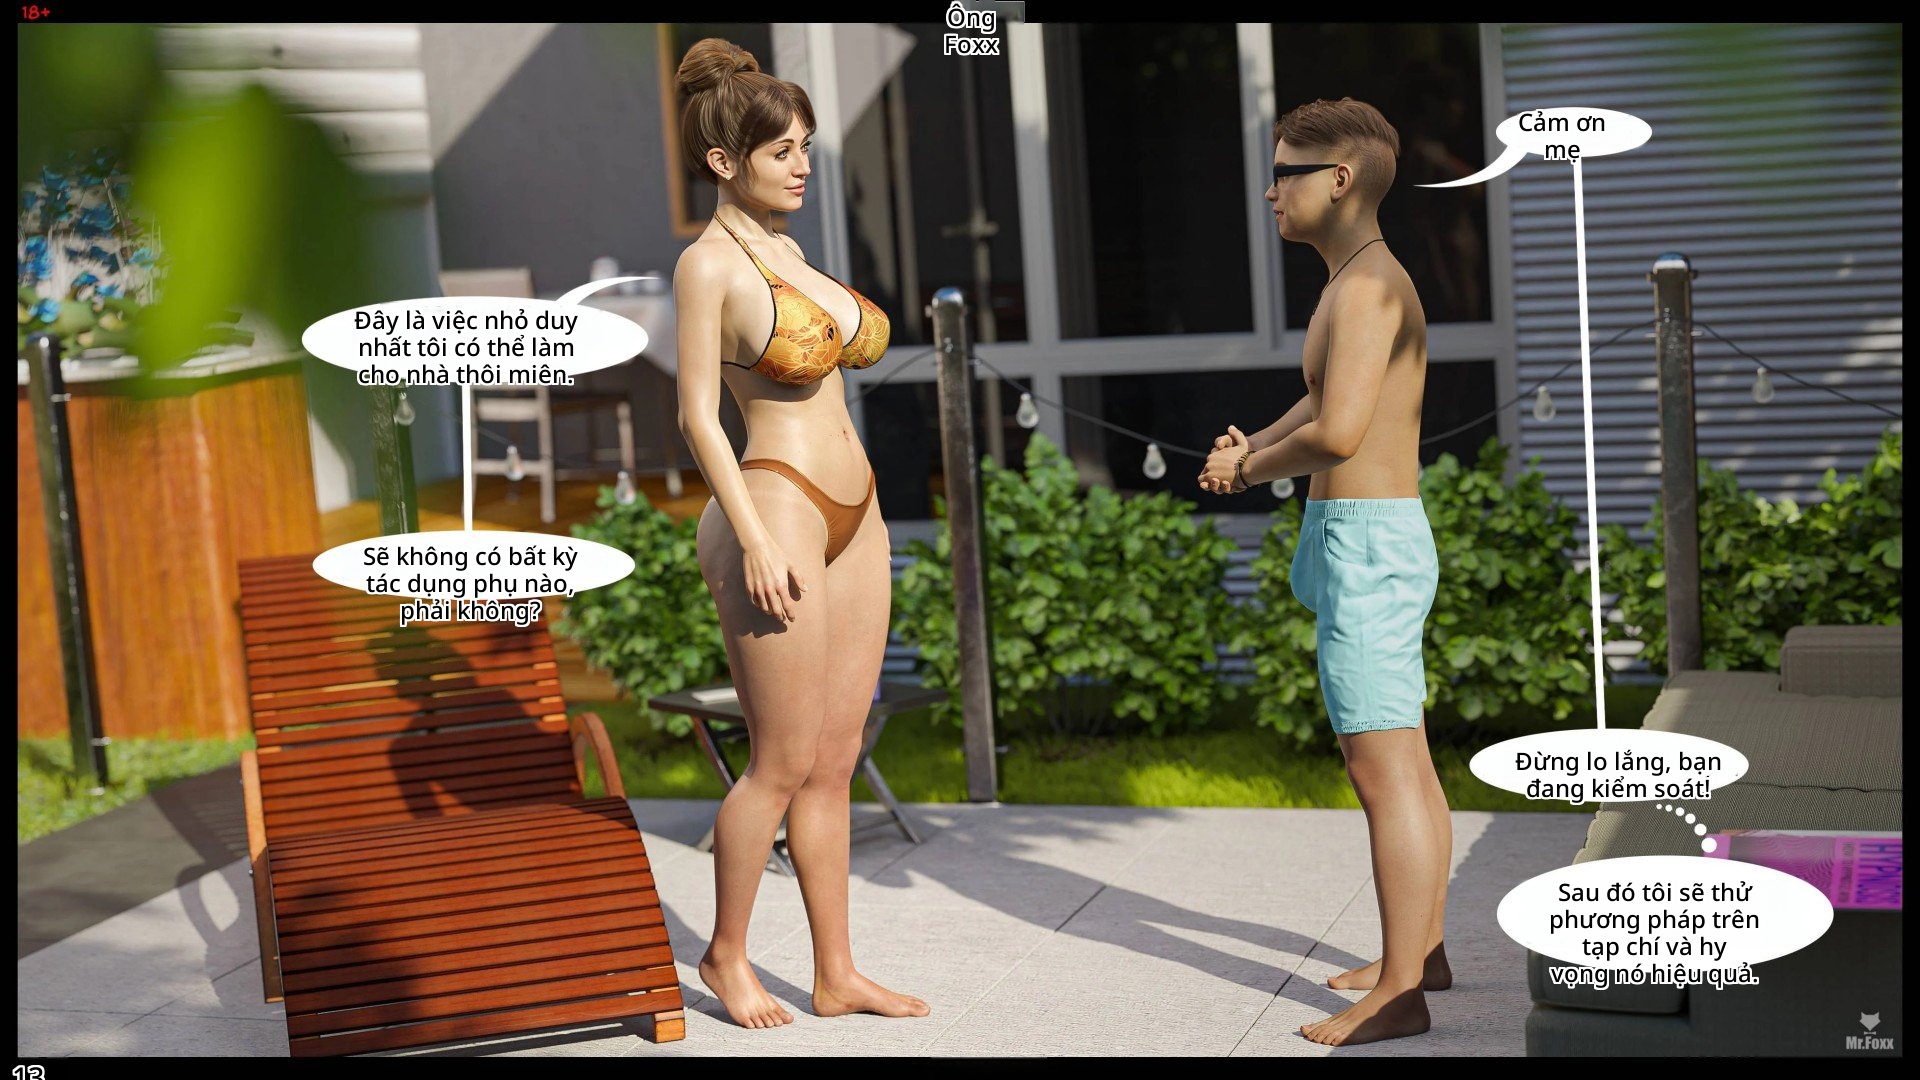 18+
Ông
Foxx
Cảm ơn
mẹ
Đây là việc nhỏ duy
nhất tôi có thể làm
cho nhà thôi miên.
Sẽ không có bất kỳ
tác dụng phụ nào,
phải không?
Đừng lo lắng, bạn
đang kiểm soát!
Sau đó tôi sẽ thử
phương pháp trên
tạp chí và hy
vọng nó hiệu quả.
Mr.Foxx
13